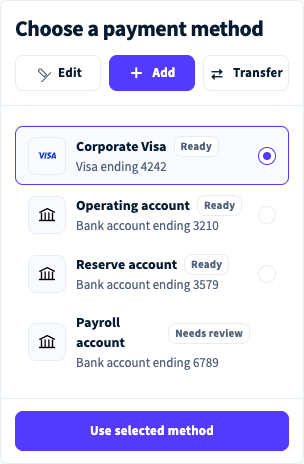 Choose a payment method
Edit
Add
Transfer
VISA
Corporate Visa
Ready
Visa ending 4242
Operating account
Ready
Bank account ending 3210
Reserve account
Ready
Bank account ending 3579
Payroll
account
Needs review
Bank account ending 6789
Use selected method